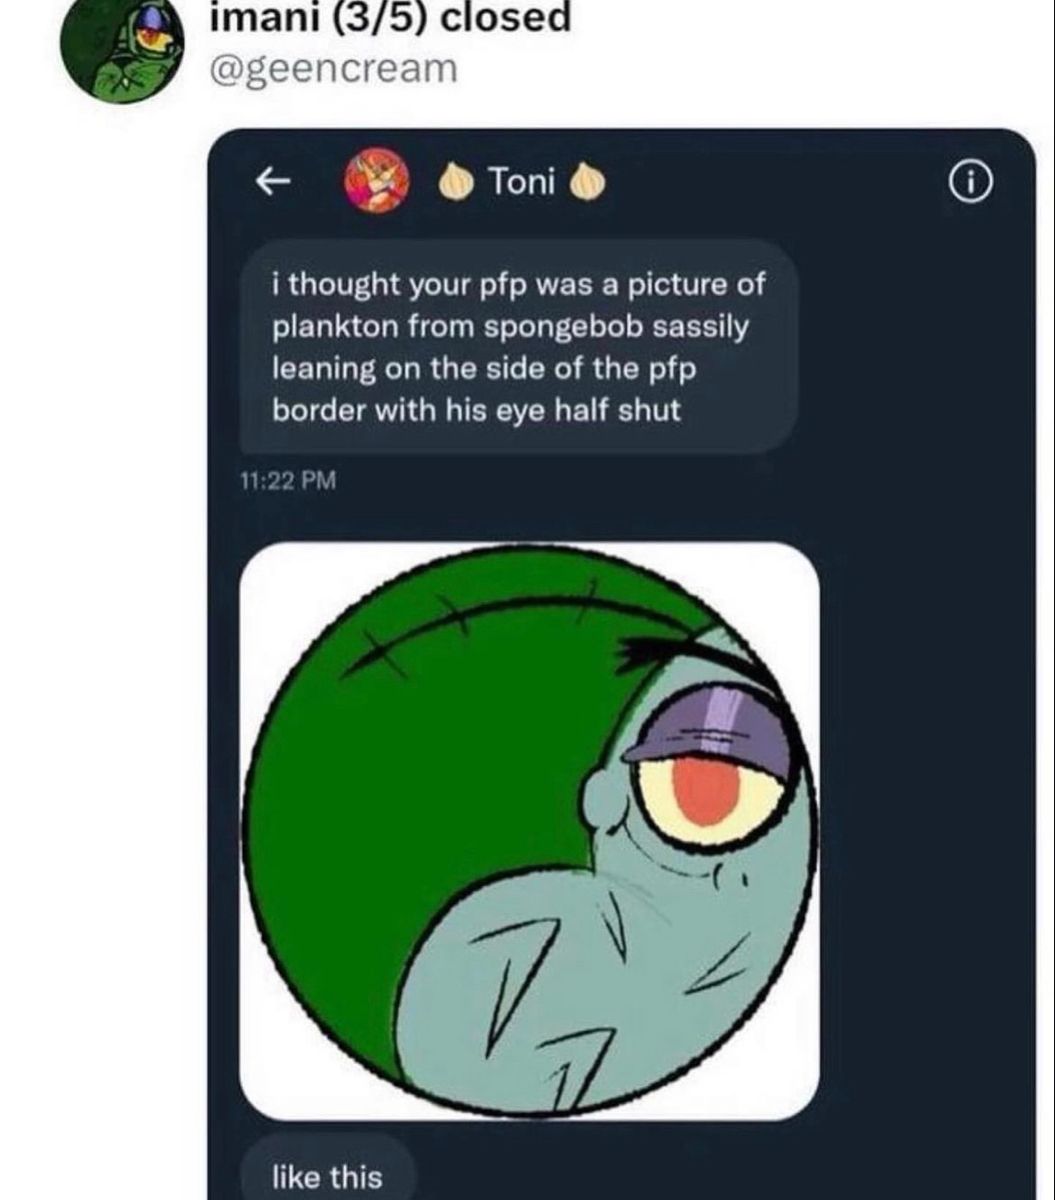 imani (3/5) closed
@geencream
Toni
i thought your pfp was a picture of
plankton from spongebob sassily
leaning on the side of the pfp
border with his eye half shut
11:22 PM
like this